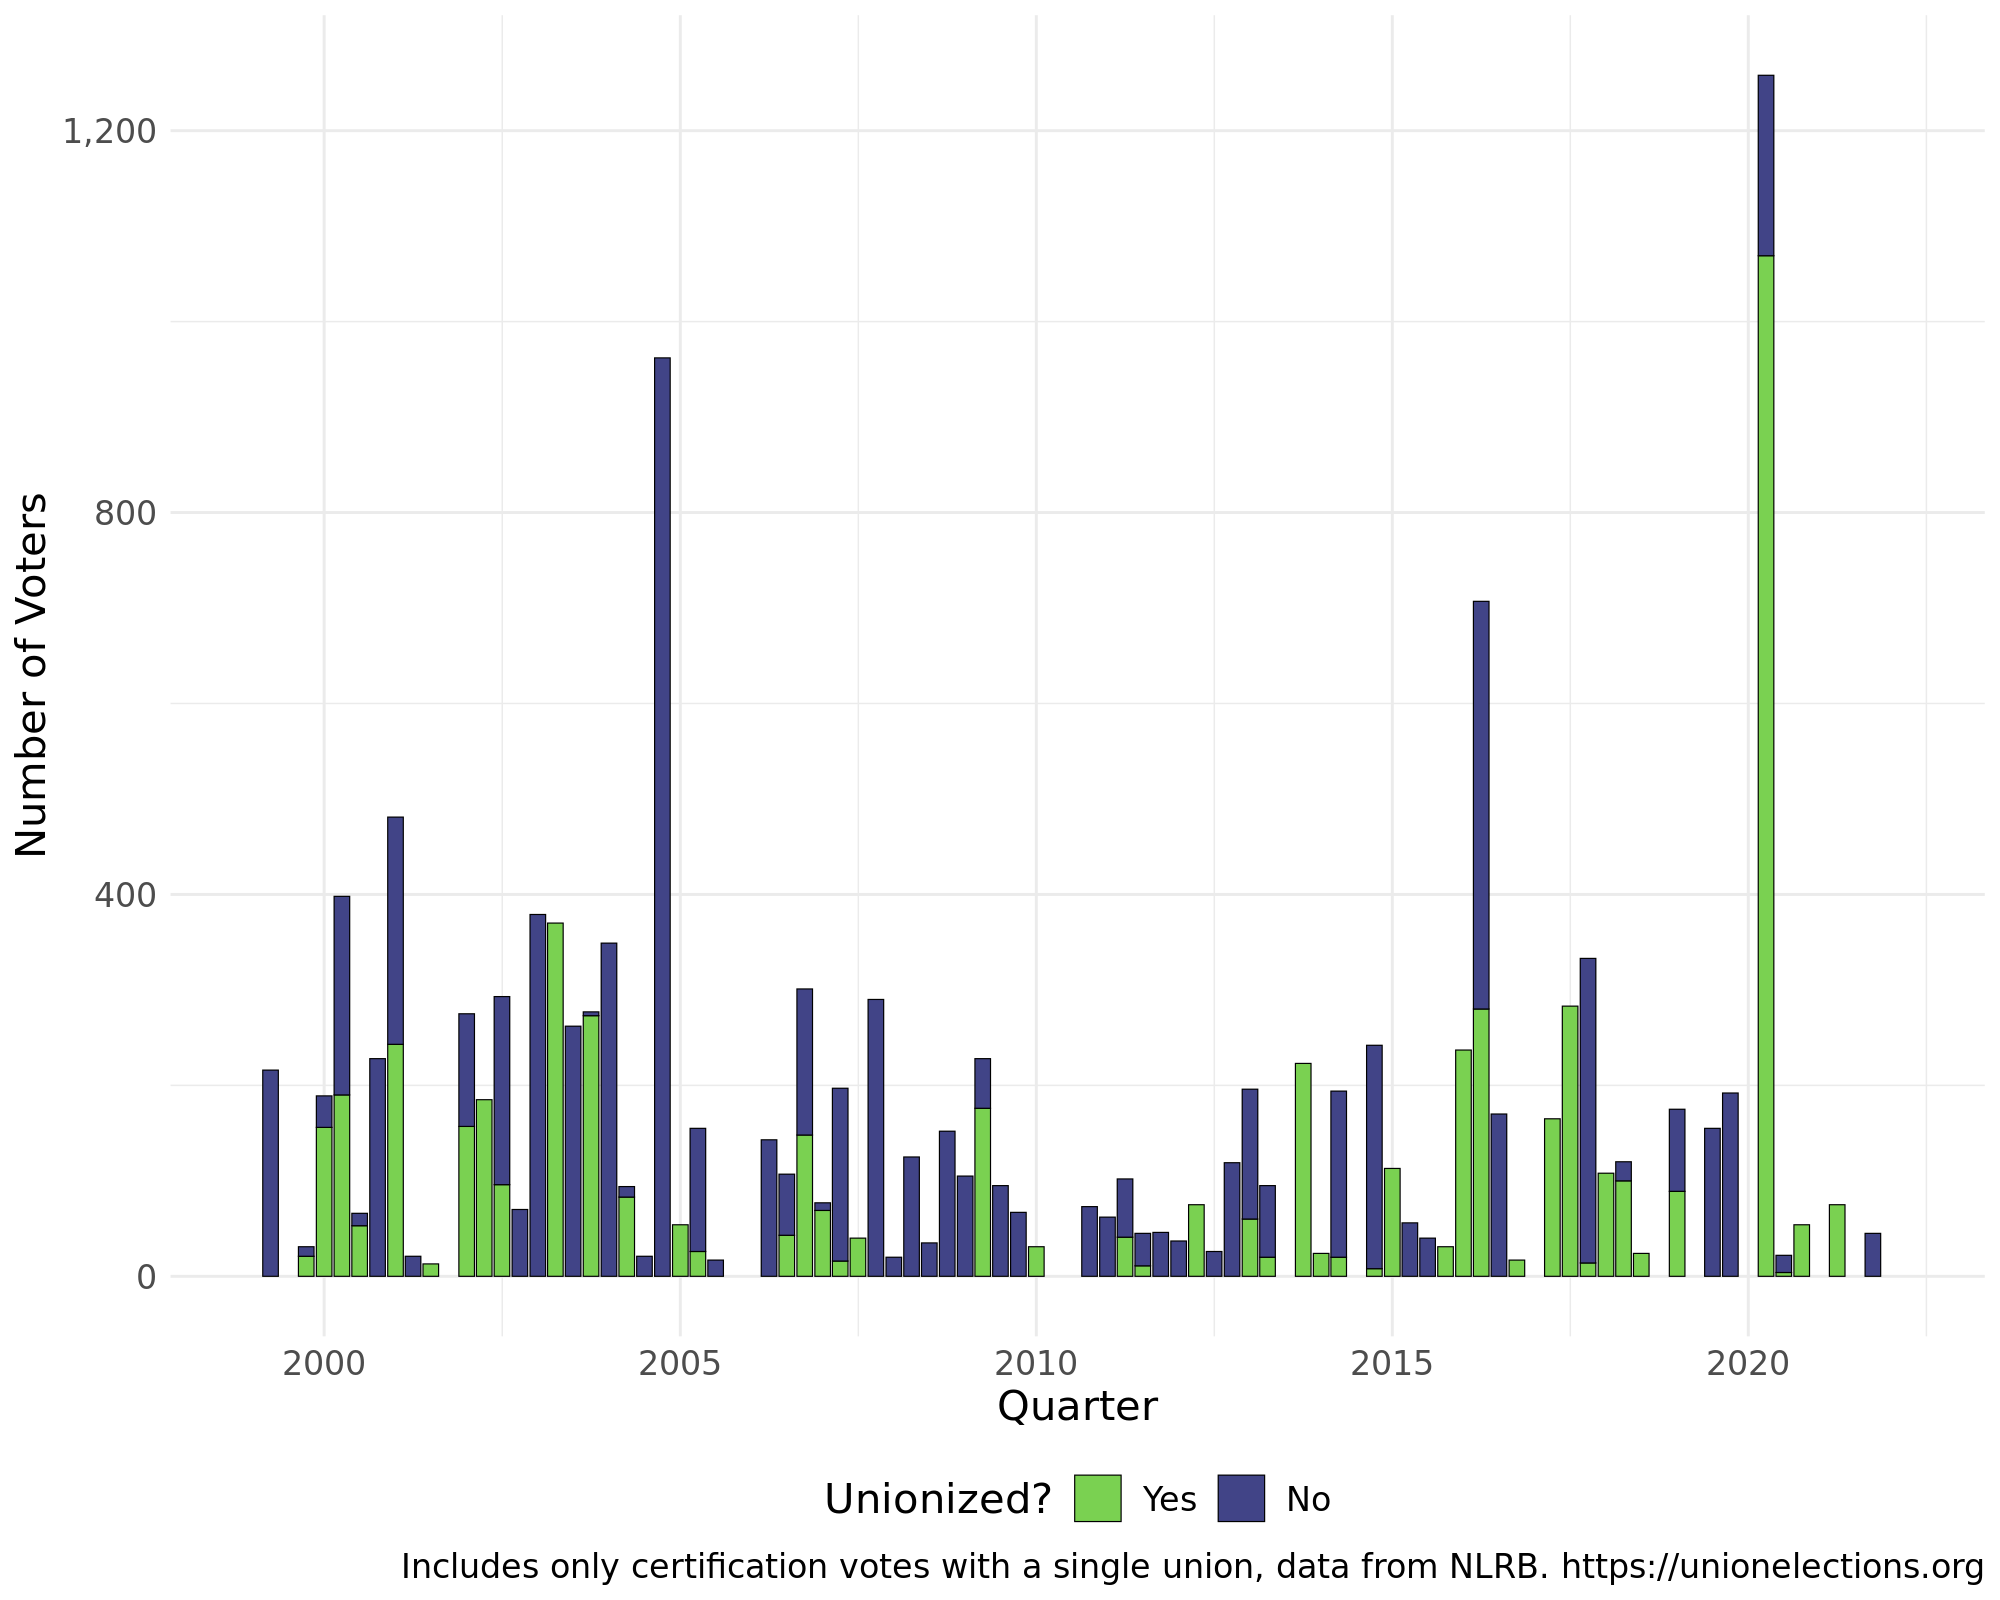 1,200
800
400
0
Number of Voters
2000 2005 2010 2015 2020
Quarter
Unionized? Yes No
Includes only certification votes with a single union, data from NLRB. https://unionelections.org